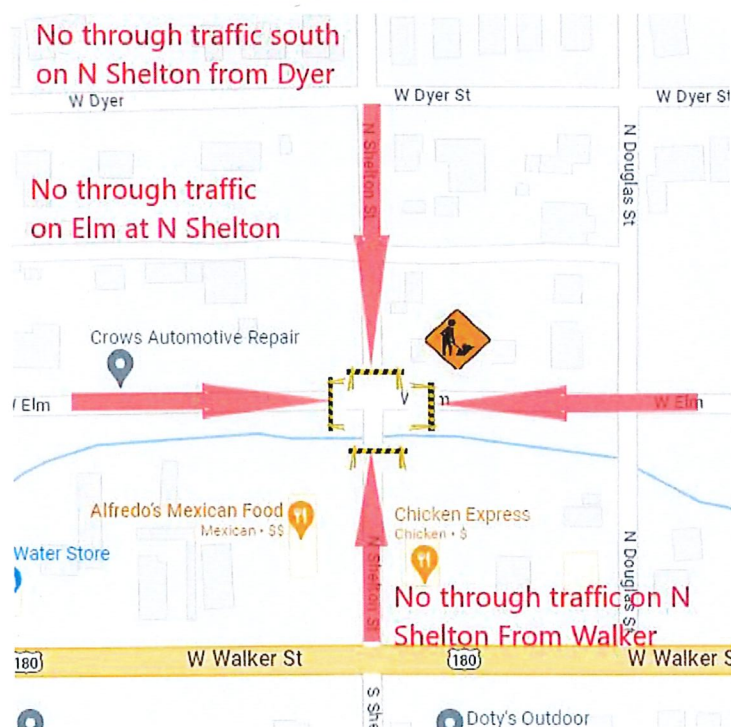 No through traffic south
on N Shelton from Dyer
W Dyer
W Dyer St
W Dyer St
N Shelton St
N Douglas St
No through traffic
on Elm at N Shelton
Crows Automotive Repair
W Elm
W Elm
Alfredo's Mexican Food
Mexican • $$
Chicken Express
Chicken • $
Water Store
N Shelton St
N Douglas St
No through traffic on N
Shelton From Walker
180
W Walker St
180
W Walker S
S She
Doty's Outdoor